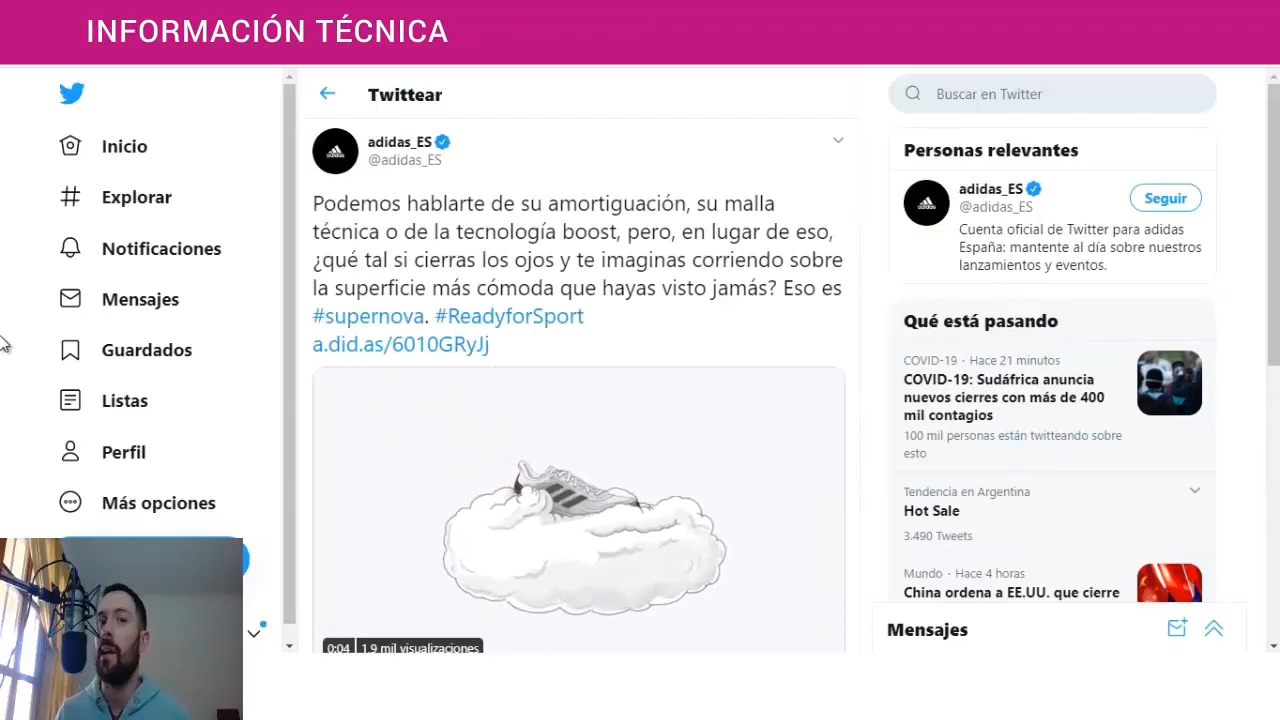 INFORMACIÓN TÉCNICA
Inicio
Explorar
Notificaciones
Mensajes
Guardados
Listas
Perfil
Más opciones
Twittear
adidas_ES
@adidas_ES
Podemos hablarte de su amortiguación, su malla
técnica o de la tecnología boost, pero, en lugar de eso,
¿qué tal si cierras los ojos y te imaginas corriendo sobre
la superficie más cómoda que hayas visto jamás? Eso es
#supernova. #ReadyforSport
a.did.as/6010GRyJj
0:04 1,9 mil visualizaciones
Buscar en Twitter
Personas relevantes
adidas_ES
@adidas_ES
Seguir
Cuenta oficial de Twitter para adidas
España: mantente al día sobre nuestros
lanzamientos y eventos.
Qué está pasando
COVID-19 · Hace 21 minutos
COVID-19: Sudáfrica anuncia
nuevos cierres con más de 400
mil contagios
100 mil personas están twitteando sobre
esto
Tendencia en Argentina
Hot Sale
3.490 Tweets
Mundo · Hace 4 horas
China ordena a EE.UU. que cierre
Mensajes